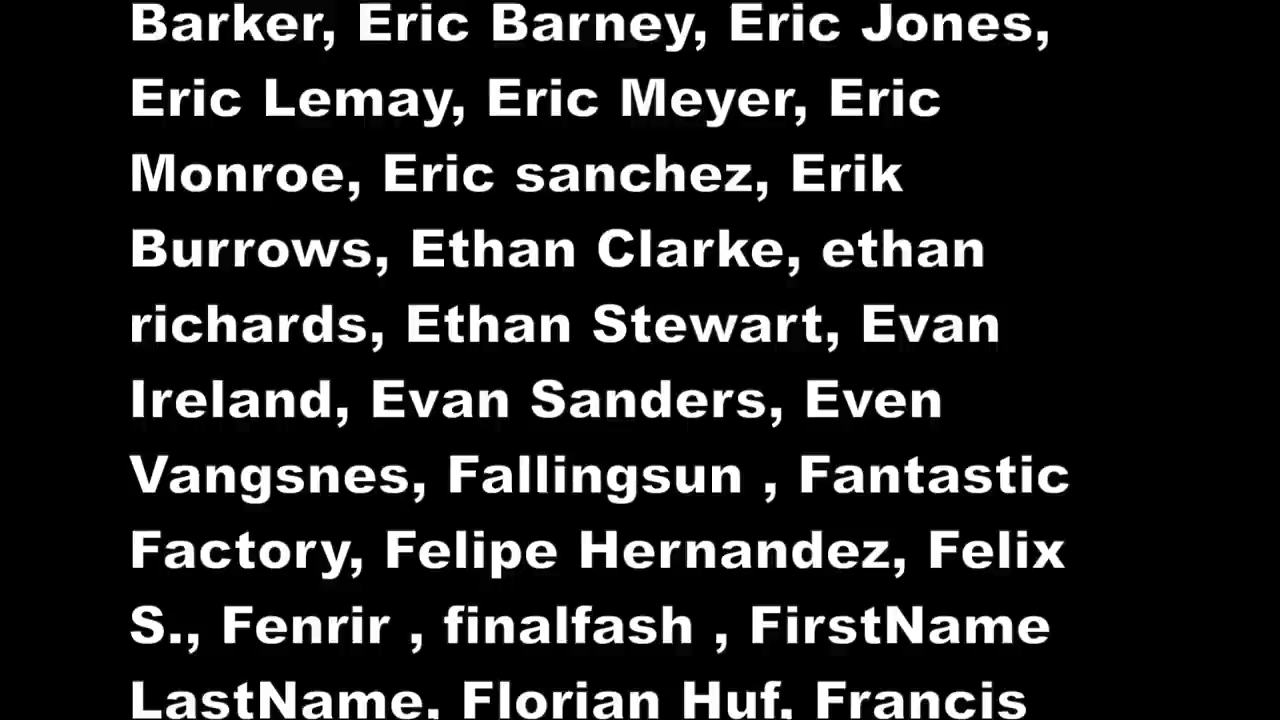 Barker, Eric Barney, Eric Jones,
Eric Lemay, Eric Meyer, Eric
Monroe, Eric sanchez, Erik
Burrows, Ethan Clarke, ethan
richards, Ethan Stewart, Evan
Ireland, Evan Sanders, Even
Vangsnes, Fallingsun , Fantastic
Factory, Felipe Hernandez, Felix
S., Fenrir , finalfash , FirstName
LastName, Florian Huf, Francis